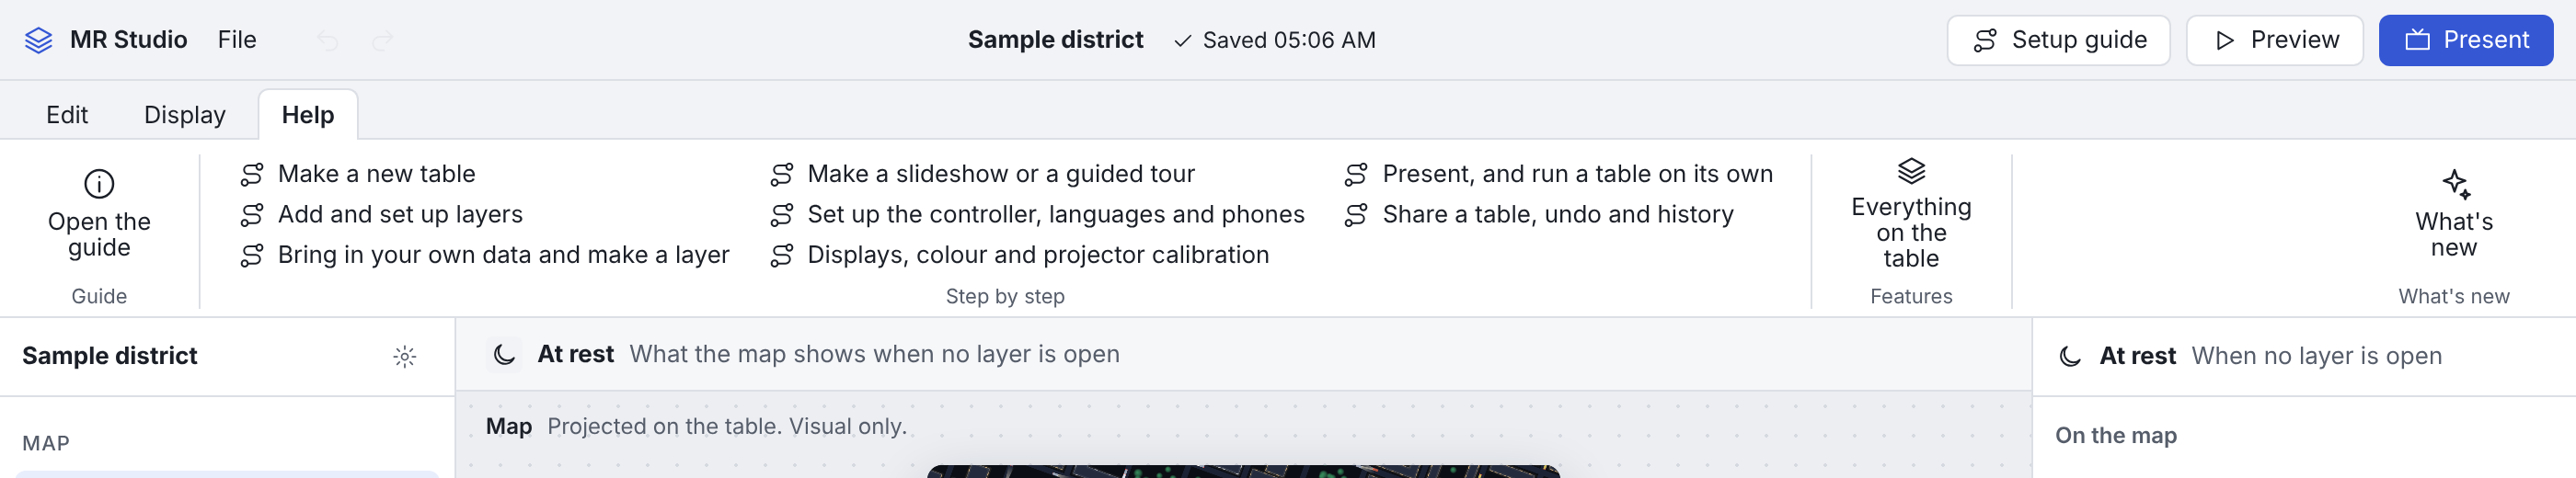 MR Studio File
Sample district Saved 05:06 AM
Setup guide Preview Present
Edit Display Help
Open the
guide
Guide
Make a new table
Add and set up layers
Bring in your own data and make a layer
Make a slideshow or a guided tour
Set up the controller, languages and phones
Displays, colour and projector calibration
Present, and run a table on its own
Share a table, undo and history
Step by step
Everything
on the
table
Features
What's
new
What's new
Sample district
MAP
At rest What the map shows when no layer is open
Map Projected on the table. Visual only.
At rest When no layer is open
On the map